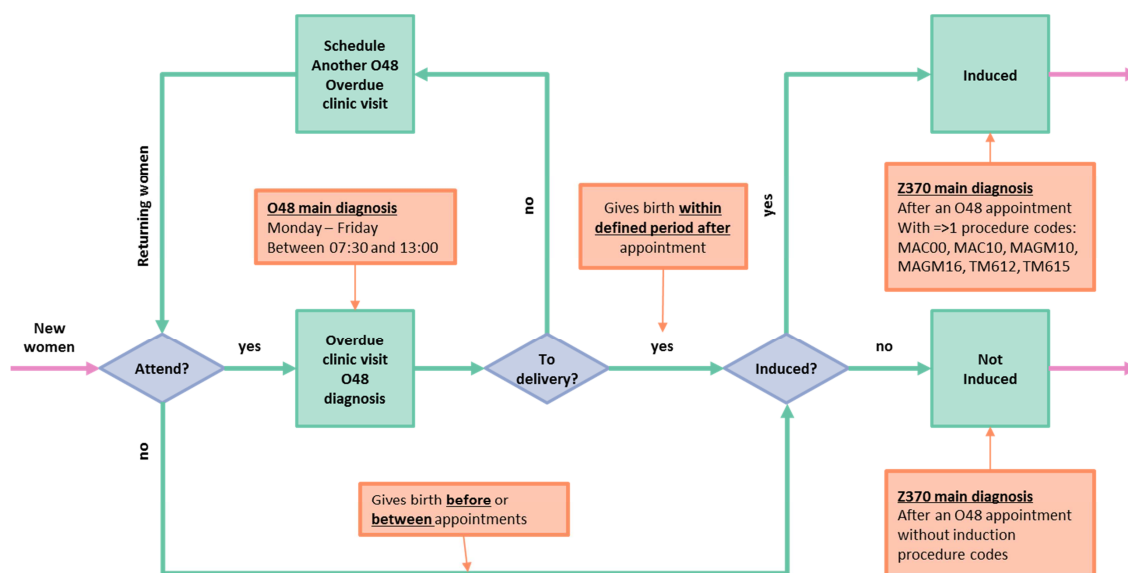 Schedule
Another O48
Overdue
clinic visit
Induced
Returning women
O48 main diagnosis
Monday – Friday
Between 07:30 and 13:00
no
Gives birth within
defined period after
appointment
yes
Z370 main diagnosis
After an O48 appointment
With =>1 procedure codes:
MAC00, MAC10, MAGM10,
MAGM16, TM612, TM615
New
women
Attend?
yes
Overdue
clinic visit
O48
diagnosis
To
delivery?
yes
Induced?
no
Not
Induced
no
Gives birth before or
between appointments
Z370 main diagnosis
After an O48 appointment
without induction
procedure codes